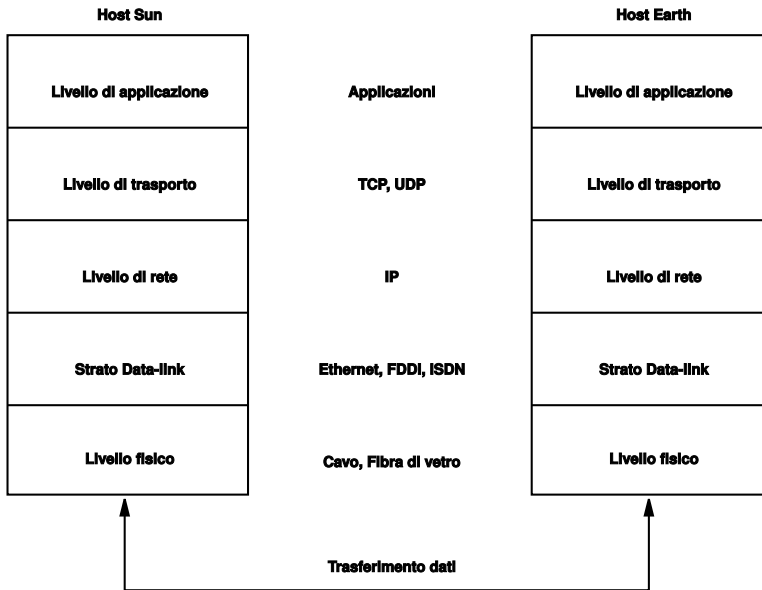 Host Sun
Host Earth
Livello di applicazione
Applicazioni
Livello di applicazione
Livello di trasporto
TCP, UDP
Livello di trasporto
Livello di rete
IP
Livello di rete
Strato Data-link
Ethernet, FDDI, ISDN
Strato Data-link
Livello fisico
Cavo, Fibra di vetro
Livello fisico
Trasferimento dati